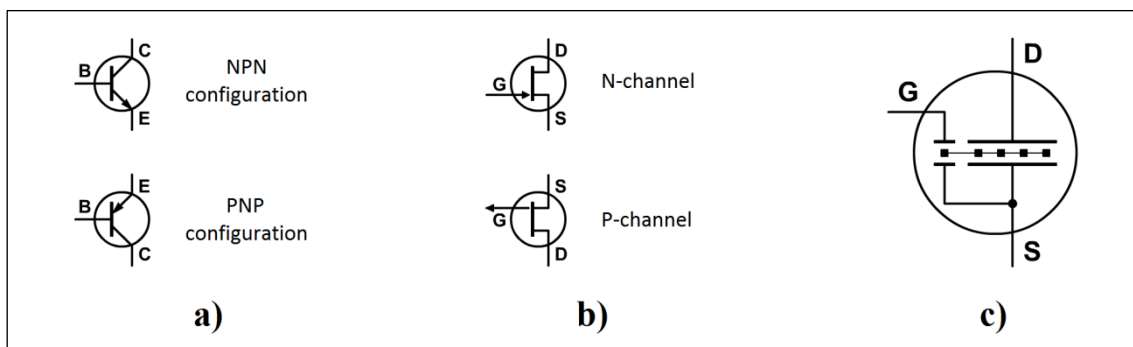 C
B
E
NPN
configuration
E
B
C
PNP
configuration
a)
D
G
S
N-channel
S
G
D
P-channel
b)
D
G
S
c)